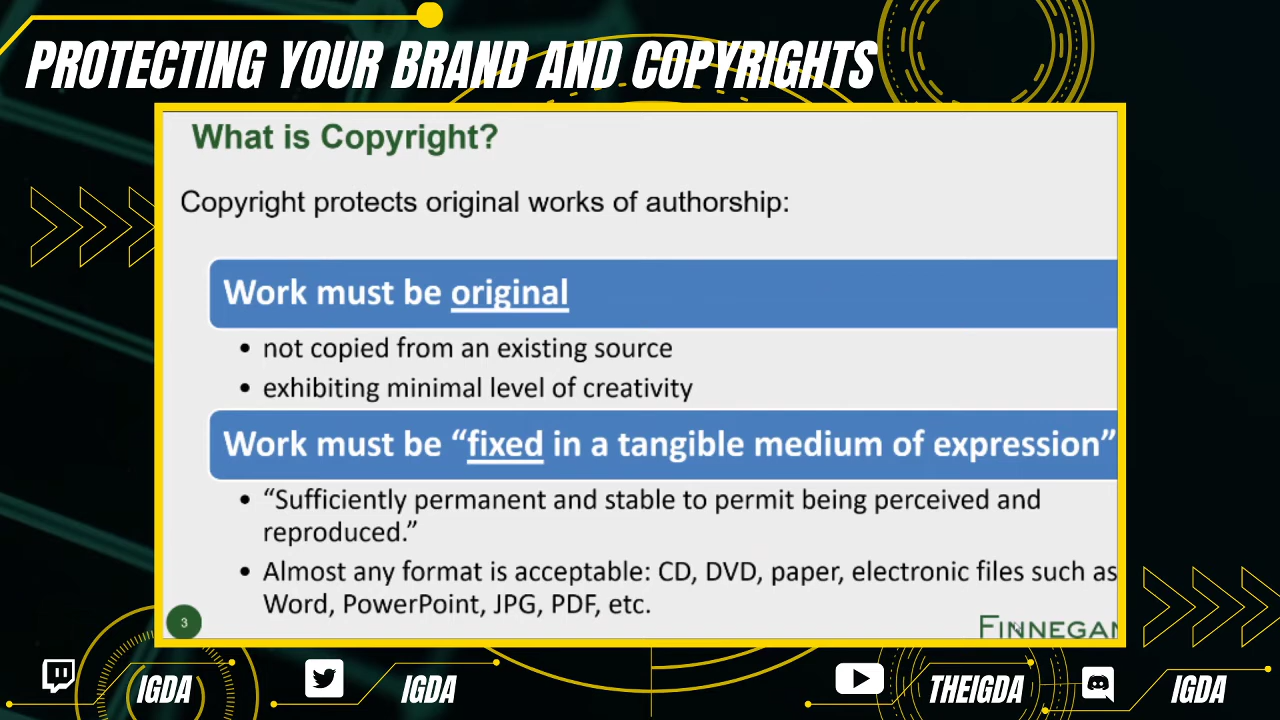 PROTECTING YOUR BRAND AND COPYRIGHTS
What is Copyright?
Copyright protects original works of authorship:
Work must be original
• not copied from an existing source
• exhibiting minimal level of creativity
Work must be “fixed in a tangible medium of expression”
• “Sufficiently permanent and stable to permit being perceived and
reproduced.”
• Almost any format is acceptable: CD, DVD, paper, electronic files such as
Word, PowerPoint, JPG, PDF, etc.
3
FINNEGAN
IGDA
IGDA
THEIGDA
IGDA